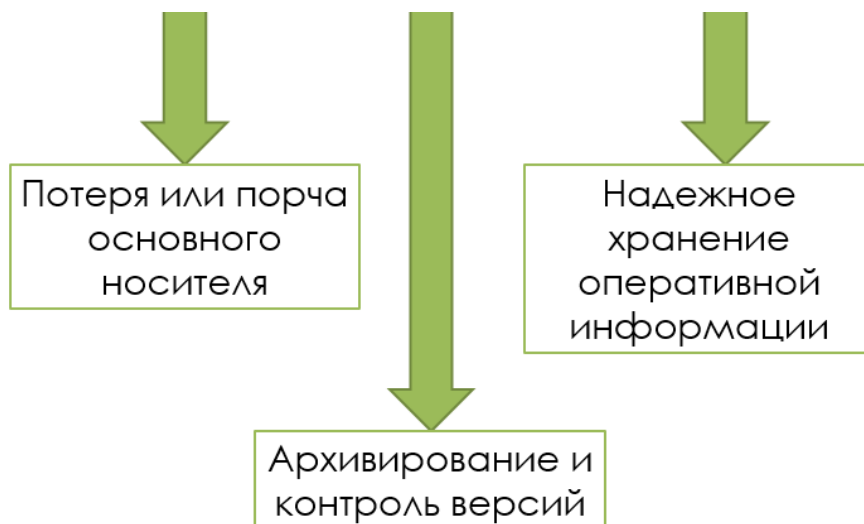 Потеря или порча
основного
носителя
Надежное
хранение
оперативной
информации
Архивирование и
контроль версий